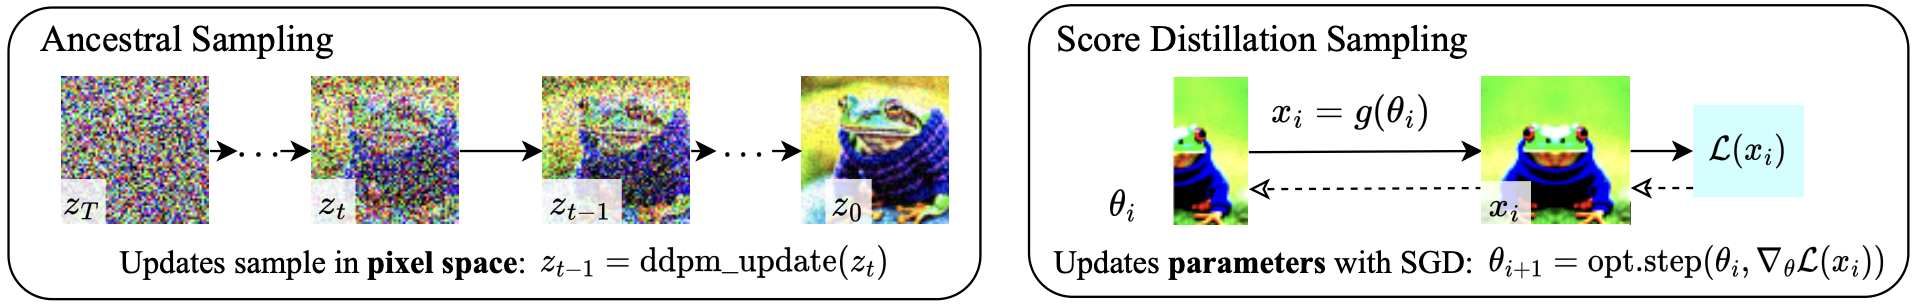 Ancestral Sampling
z_T ... z_t z_{t-1} ... z_0
Updates sample in pixel space: z_{t-1} = ddpm_update(z_t)
Score Distillation Sampling
x_i = g(θ_i)
θ_i x_i ℒ(x_i)
Updates parameters with SGD: θ_{i+1} = opt.step(θ_i, ∇_θ ℒ(x_i))